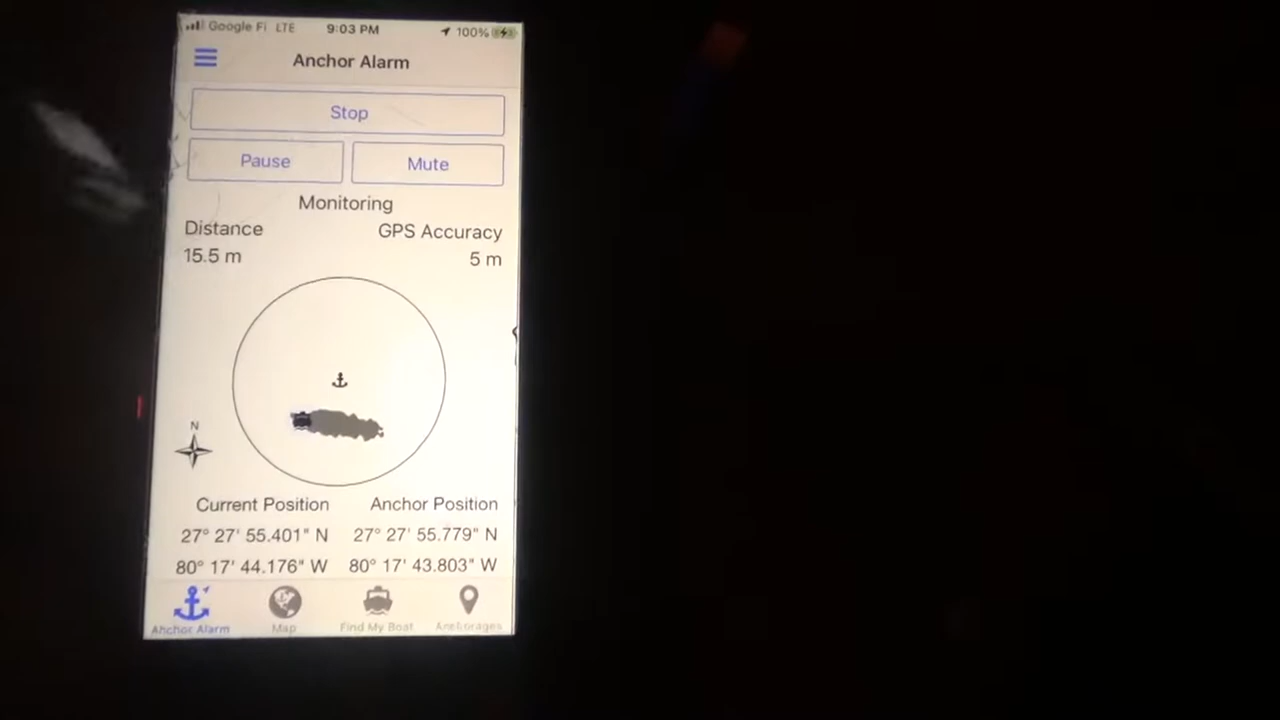 Google Fi LTE 9:03 PM 100%
Anchor Alarm
Stop
Pause Mute
Monitoring
Distance GPS Accuracy
15.5 m 5 m
N
Current Position Anchor Position
27° 27' 55.401" N 27° 27' 55.779" N
80° 17' 44.176" W 80° 17' 43.803" W
Anchor Alarm Map Find My Boat Anchorages